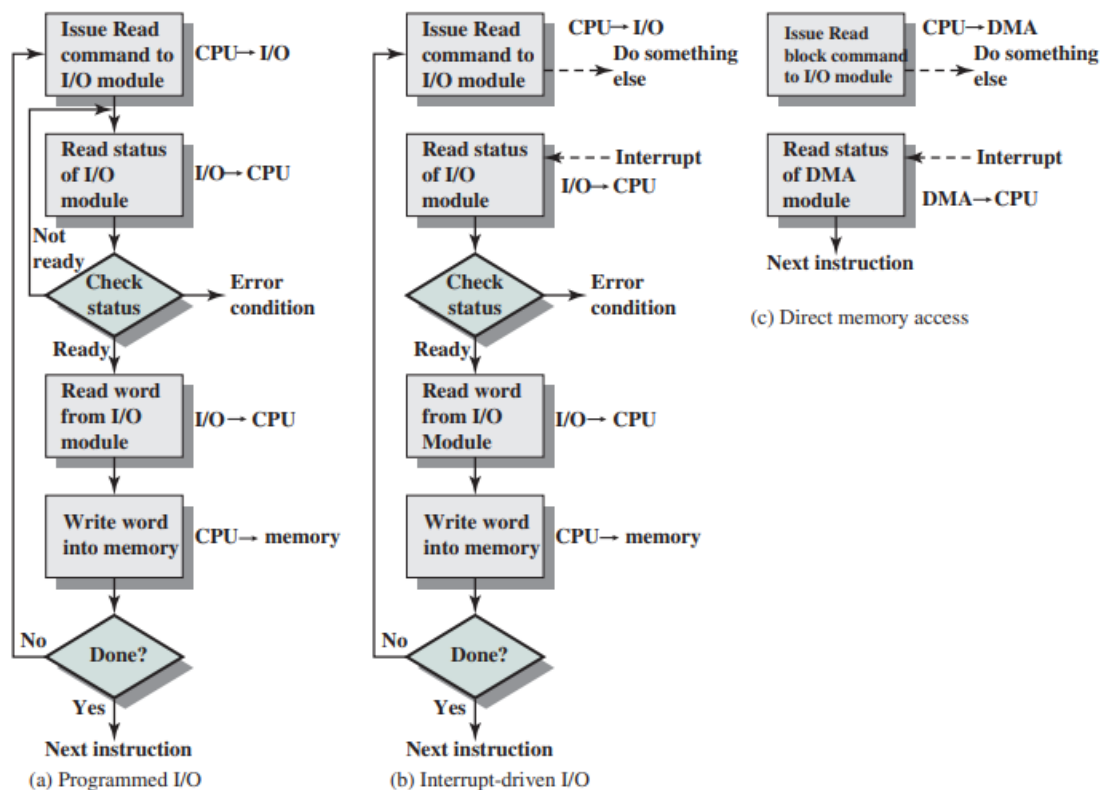 Issue Read
command to
I/O module
CPU→I/O
Read status
of I/O
module
I/O→ CPU
Not
ready
Check
status
Error
condition
Ready
Read word
from I/O
module
I/O→ CPU
Write word
into memory
CPU→ memory
No
Done?
Yes
Next instruction
(a) Programmed I/O
Issue Read
command to
I/O module
CPU→I/O
Do something
else
Read status
of I/O
module
Interrupt
I/O→ CPU
Check
status
Error
condition
Ready
Read word
from I/O
Module
I/O→ CPU
Write word
into memory
CPU→ memory
No
Done?
Yes
Next instruction
(b) Interrupt-driven I/O
Issue Read
block command
to I/O module
CPU→DMA
Do something
else
Read status
of DMA
module
Interrupt
DMA→CPU
Next instruction
(c) Direct memory access